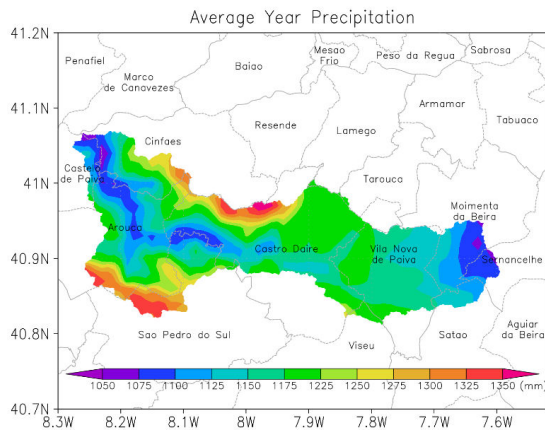 Average Year Precipitation
41.2N
Penafiel
Baiao
Mesao
Frio
Peso da Regua
Sabrosa
Marco
de Canavezes
41.1N
Armamar
Tabuaco
Cinfaes
Resende
Lamego
Castelo
de Paiva
41N
Tarouca
Moimenta
da Beira
Arouca
Castro Daire
Vila Nova
de Paiva
Sernancelhe
40.9N
40.8N
Sao Pedro do Sul
Viseu
Satao
Aguiar
da Beira
1050 1075 1100 1125 1150 1175 1225 1250 1275 1300 1325 1350 (mm)
40.7N
8.3W 8.2W 8.1W 8W 7.9W 7.8W 7.7W 7.6W